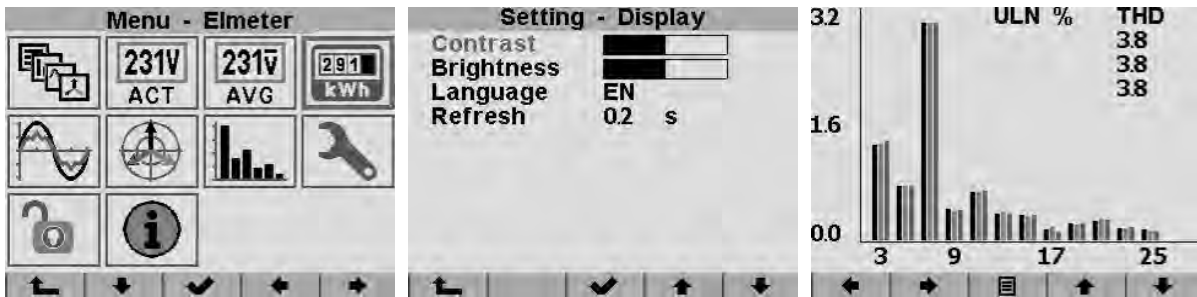 Menu - Elmeter
231V
ACT
231V
AVG
291
kWh
Setting - Display
Contrast
Brightness
Language EN
Refresh 0.2 s
ULN % THD
3.8
3.8
3.8
3.2
1.6
0.0
3 9 17 25